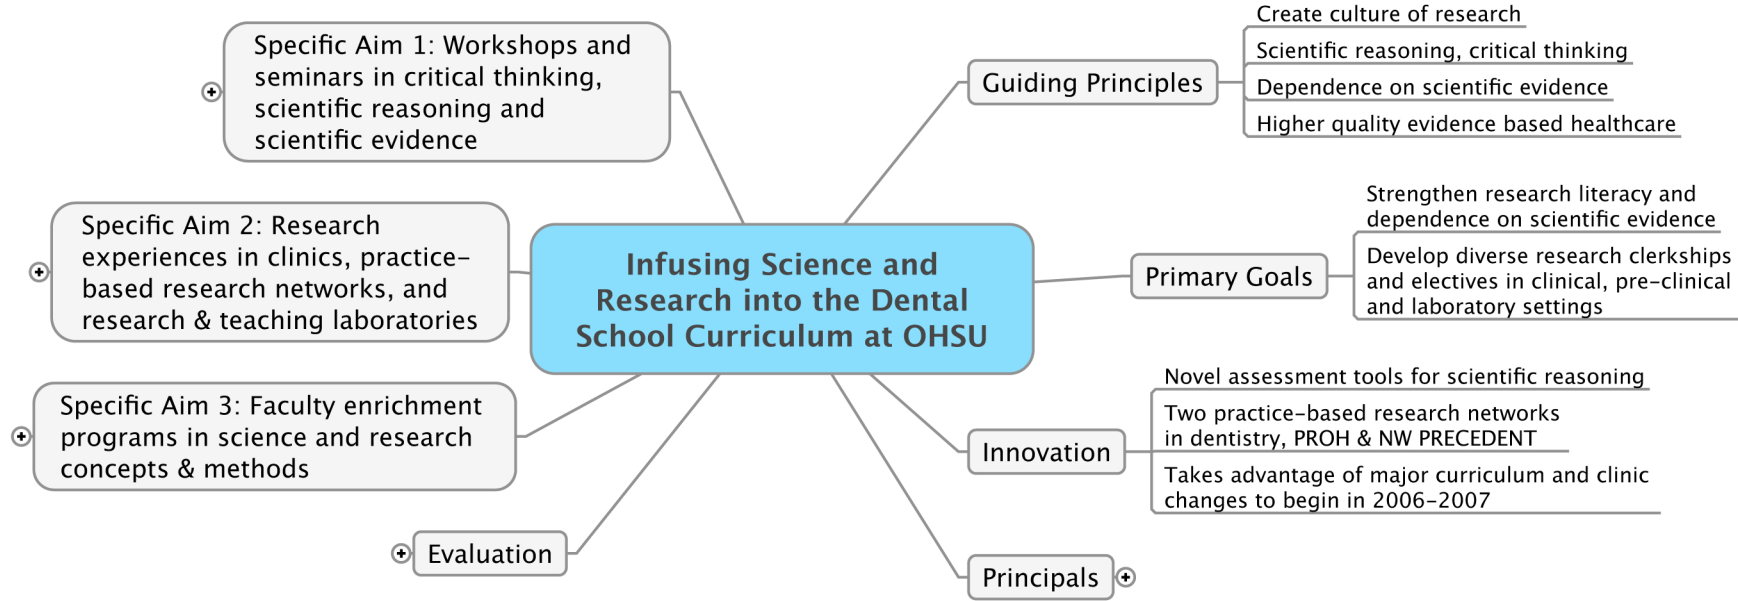 Infusing Science and
Research into the Dental
School Curriculum at OHSU
Specific Aim 1: Workshops and
seminars in critical thinking,
scientific reasoning and
scientific evidence
Specific Aim 2: Research
experiences in clinics, practice-
based research networks, and
research & teaching laboratories
Specific Aim 3: Faculty enrichment
programs in science and research
concepts & methods
Evaluation
Guiding Principles
Create culture of research
Scientific reasoning, critical thinking
Dependence on scientific evidence
Higher quality evidence based healthcare
Primary Goals
Strengthen research literacy and
dependence on scientific evidence
Develop diverse research clerkships
and electives in clinical, pre-clinical
and laboratory settings
Innovation
Novel assessment tools for scientific reasoning
Two practice-based research networks
in dentistry, PROH & NW PRECEDENT
Takes advantage of major curriculum and clinic
changes to begin in 2006-2007
Principals